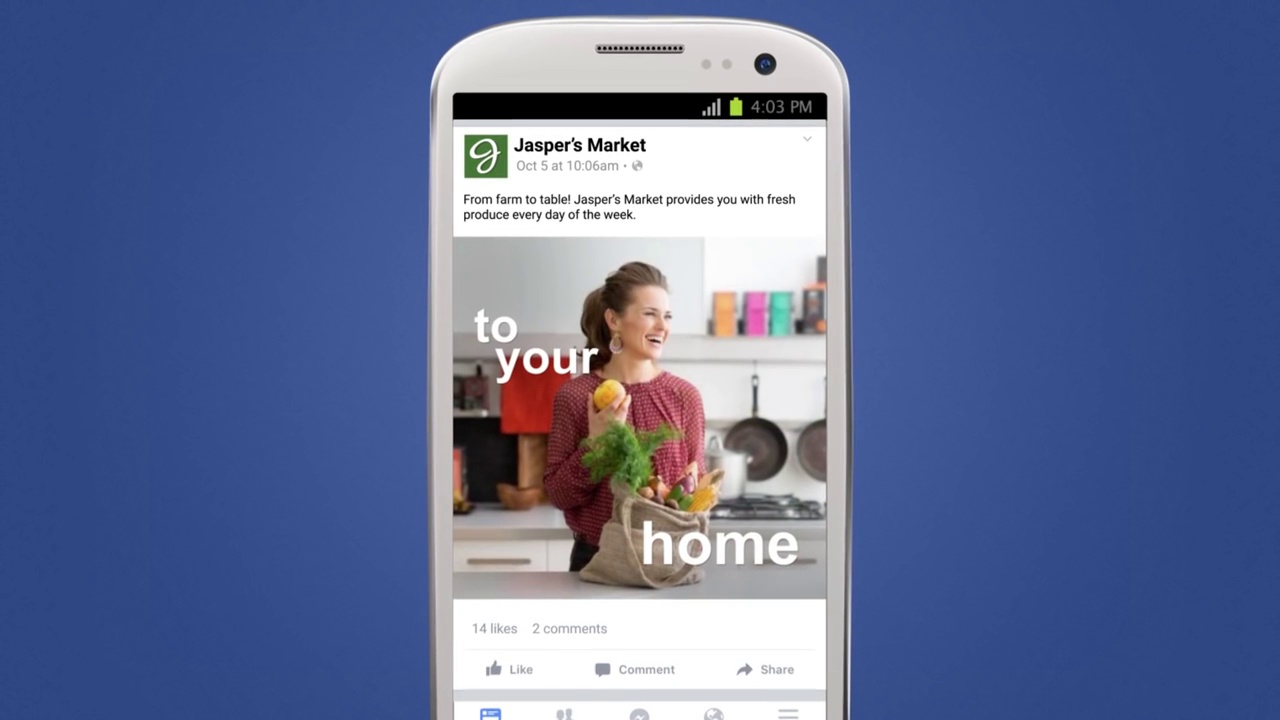 4:03 PM
Jasper's Market
Oct 5 at 10:06am •
From farm to table! Jasper's Market provides you with fresh
produce every day of the week.
to
your
home
14 likes 2 comments
Like Comment Share